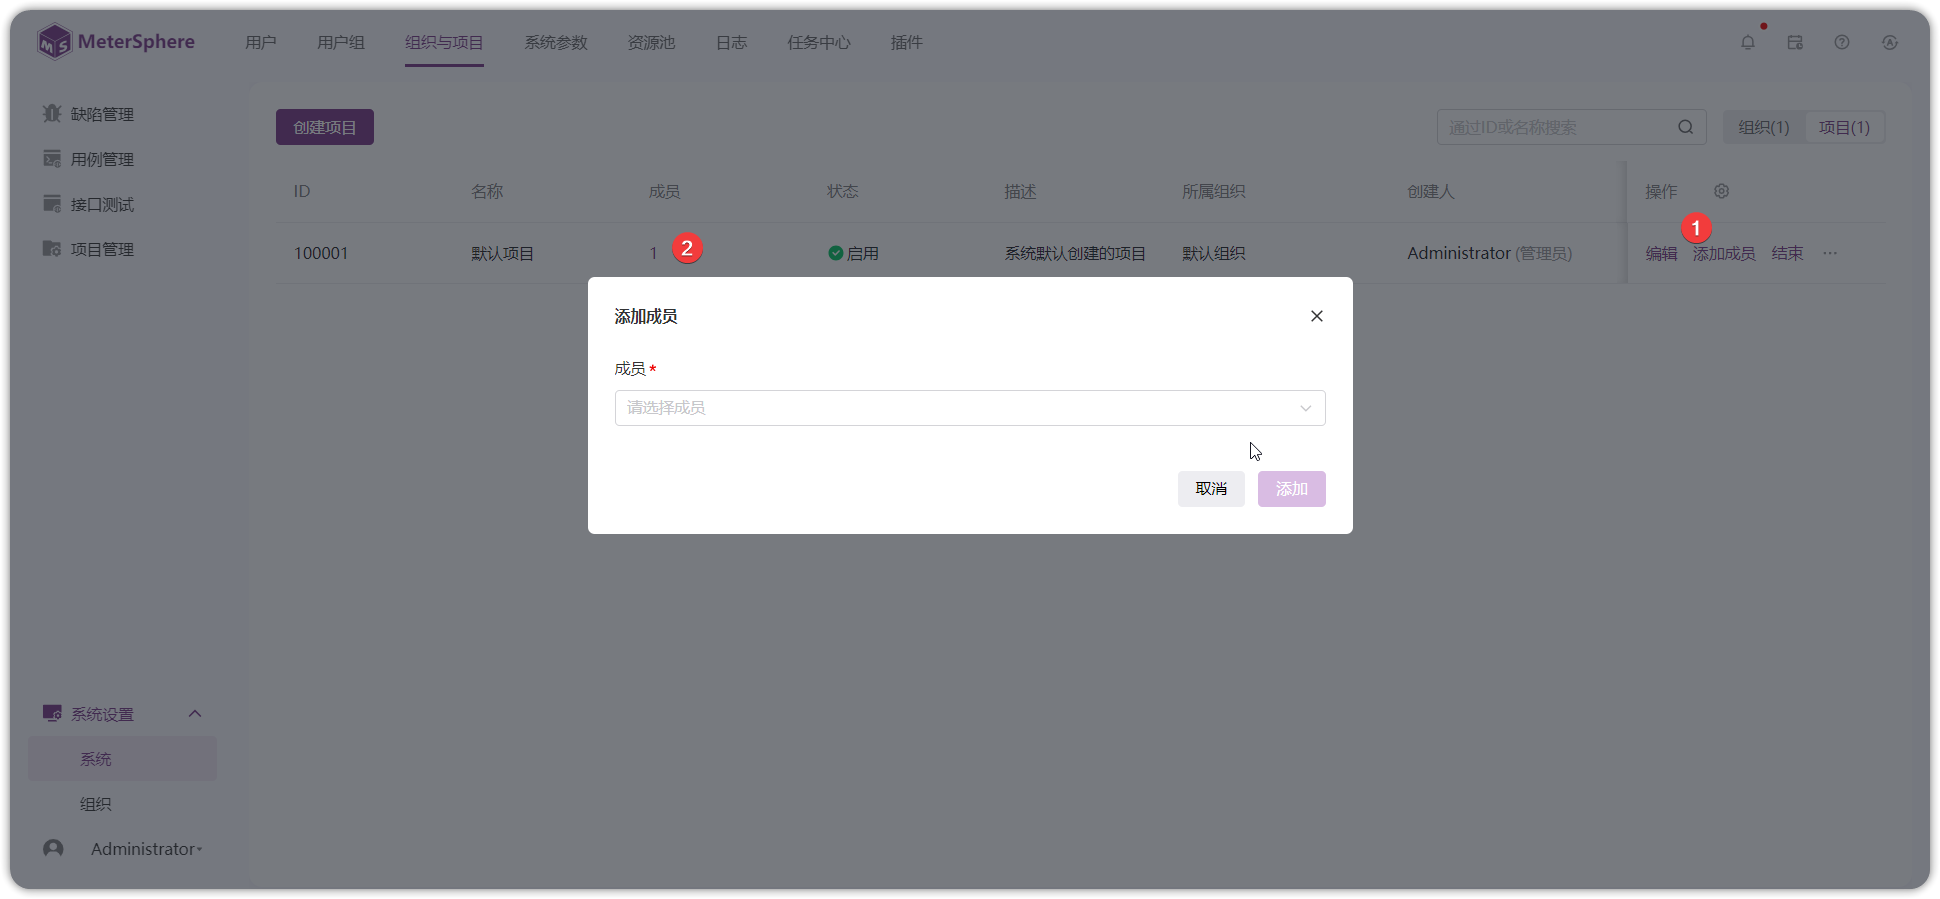 MeterSphere
用户
用户组
组织与项目
系统参数
资源池
日志
任务中心
插件
缺陷管理
用例管理
接口测试
项目管理
创建项目
通过ID或名称搜索
组织(1)
项目(1)
ID
名称
成员
状态
描述
所属组织
创建人
操作
100001
默认项目
1
2
启用
系统默认创建的项目
默认组织
Administrator (管理员)
1
编辑
添加成员
结束
···
添加成员
成员 *
请选择成员
取消
添加
系统设置
系统
组织
Administrator